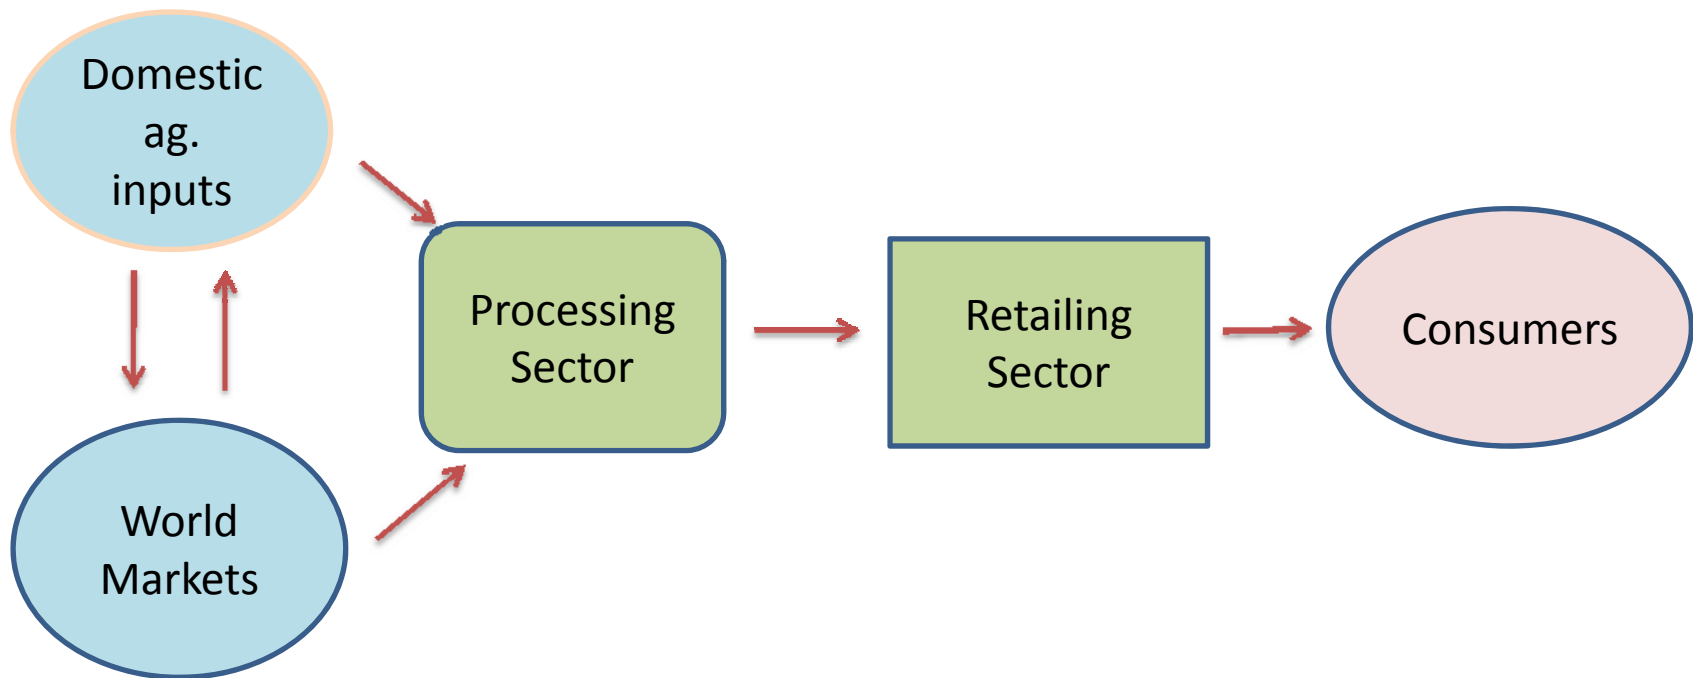 Domestic
ag.
inputs
World
Markets
Processing
Sector
Retailing
Sector
Consumers